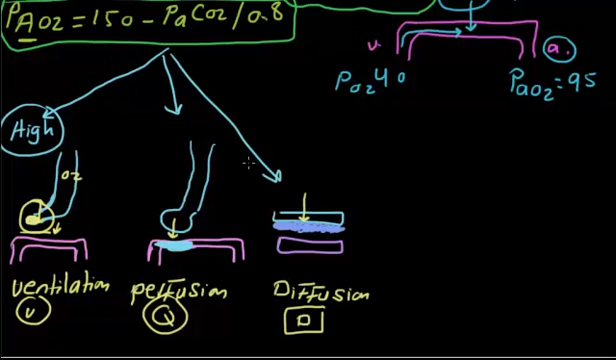 PAO2 = 150 - PaCO2 / 0.8
v.
a.
PO2 40
PaO2 = 95
High
O2
ventilation
perfusion
Diffusion
V
Q
D